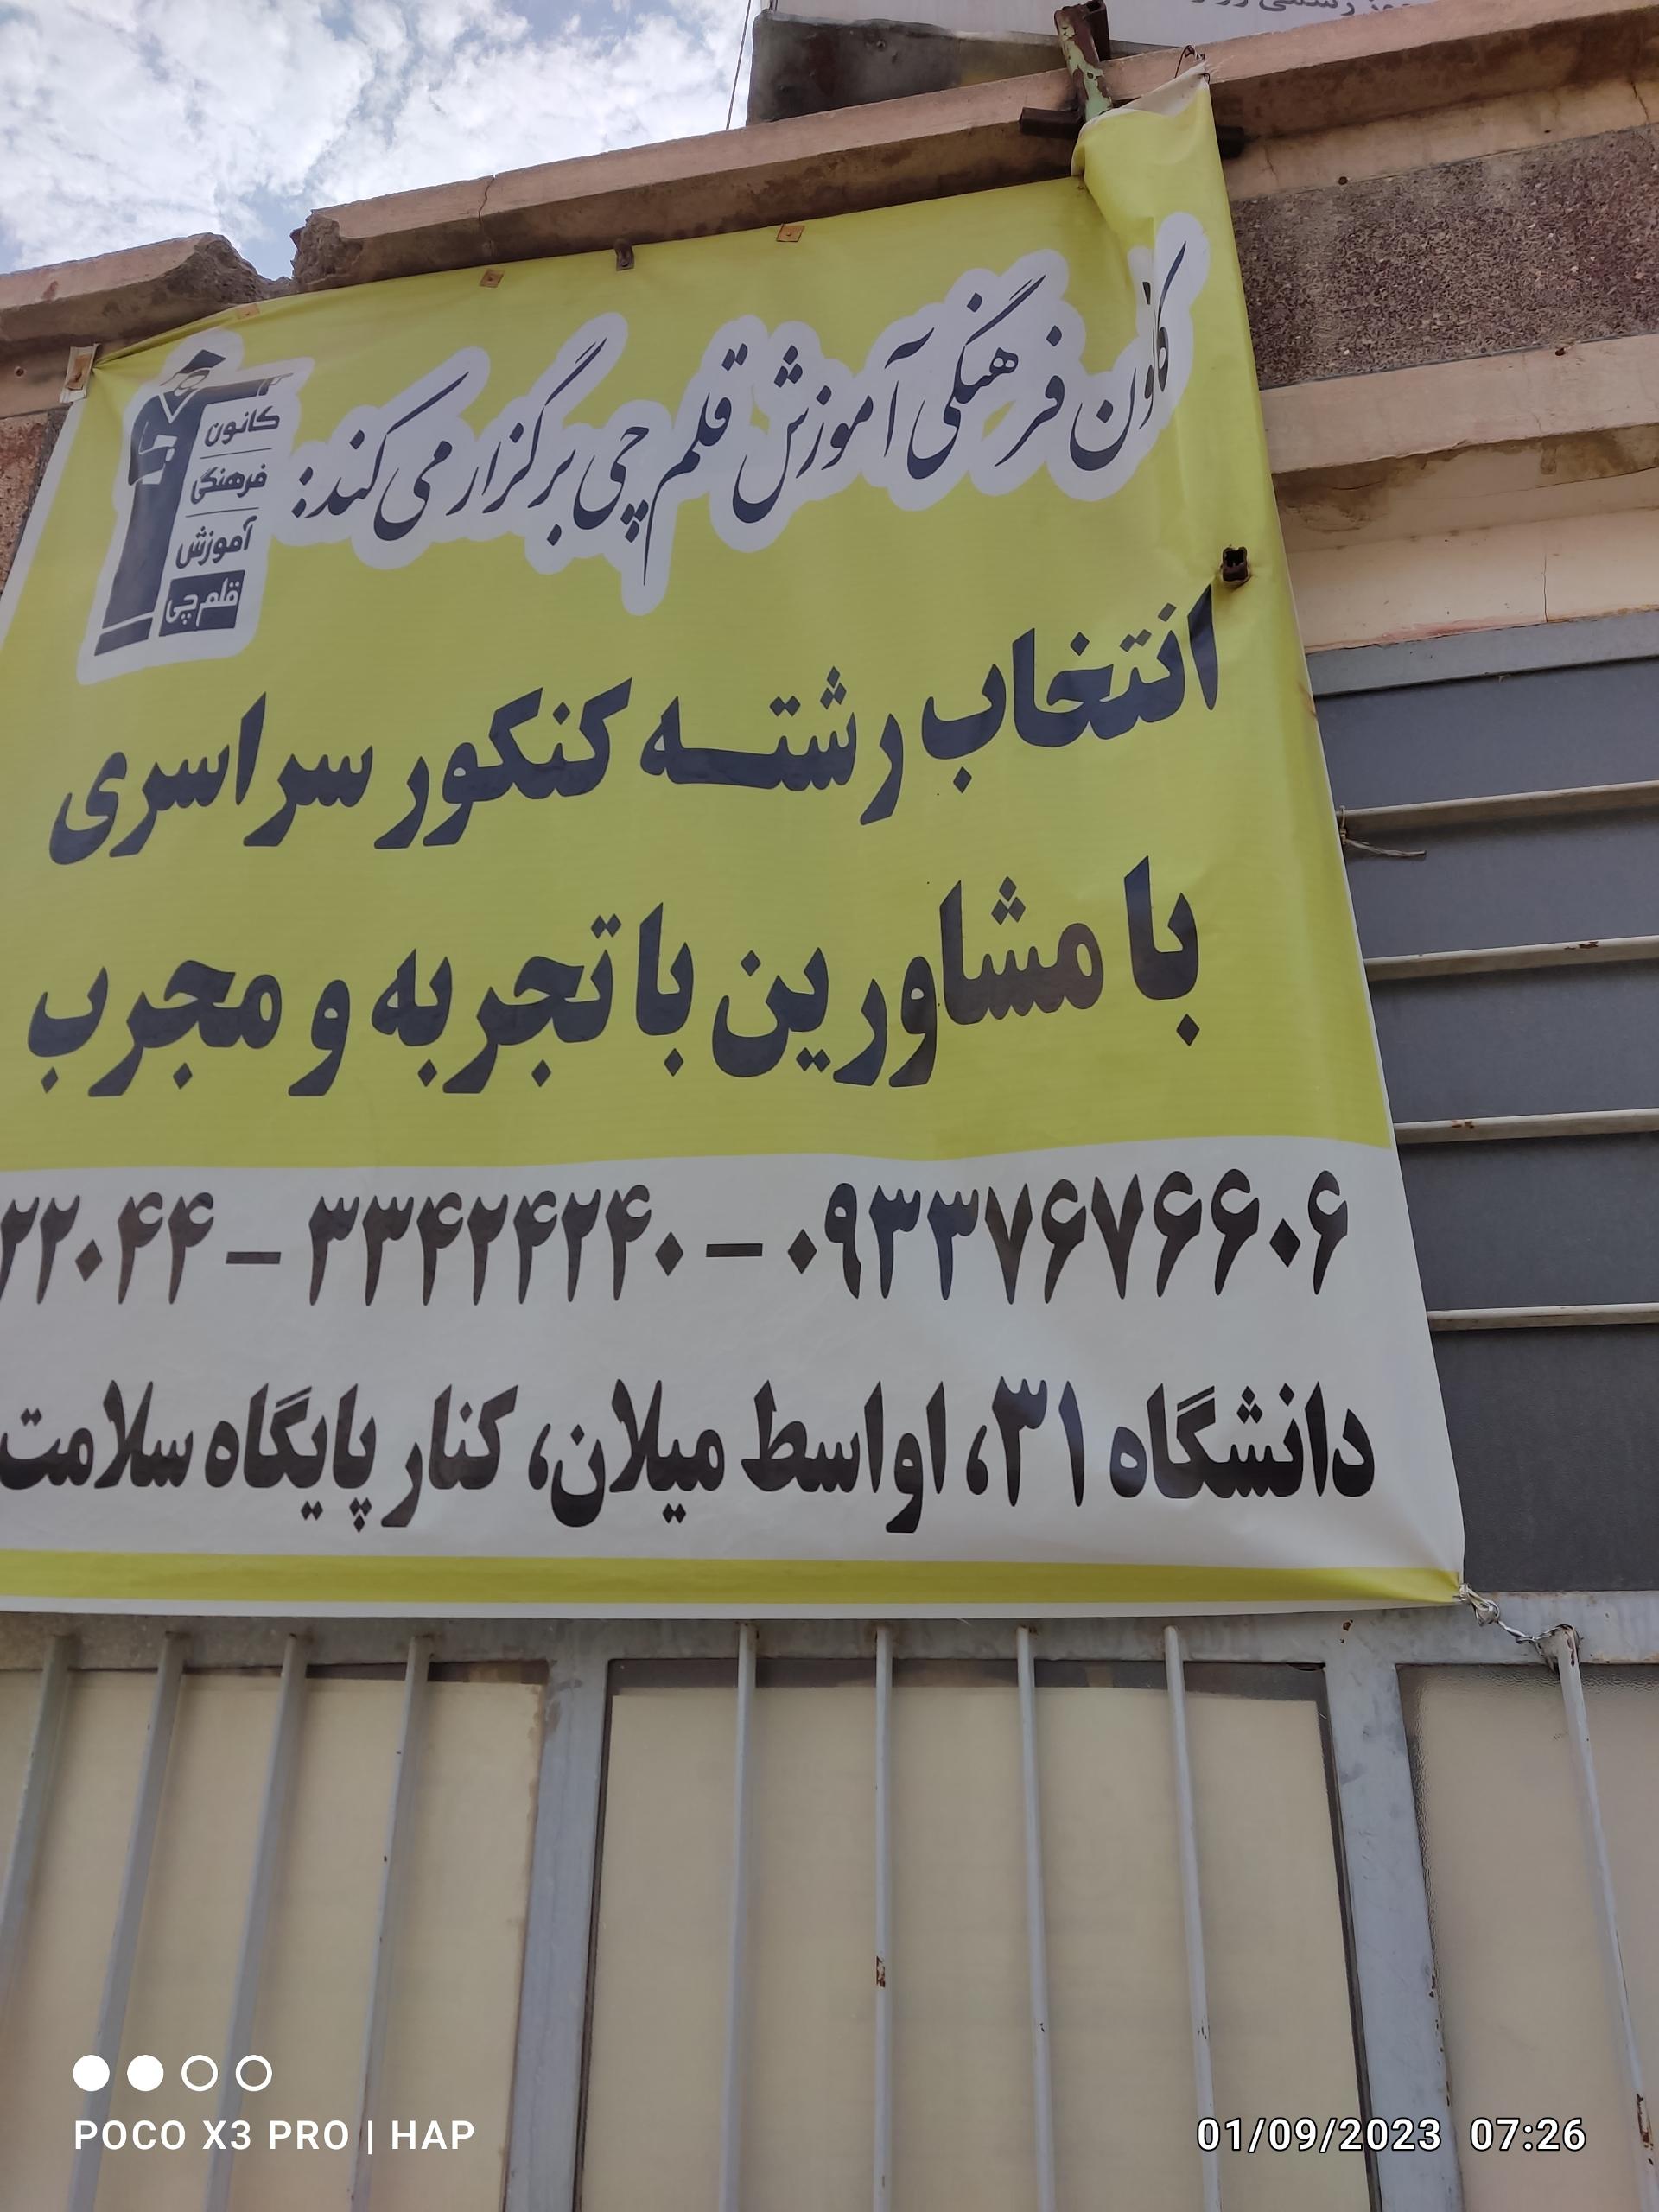 کانون فرهنگی آموزش قلم چی برگزار می کند:
کانون
فرهنگی
آموزش
قلم چی
انتخاب رشته کنکور سراسری
با مشاورین با تجربه و مجرب
۰۹۳۳۷۶۷۶۶۰۶ - ۳۳۴۲۴۲۴۰ - ۲۲۰۴۴
دانشگاه ۳۱، اواسط میلان، کنار پایگاه سلامت
POCO X3 PRO | HAP
01/09/2023 07:26